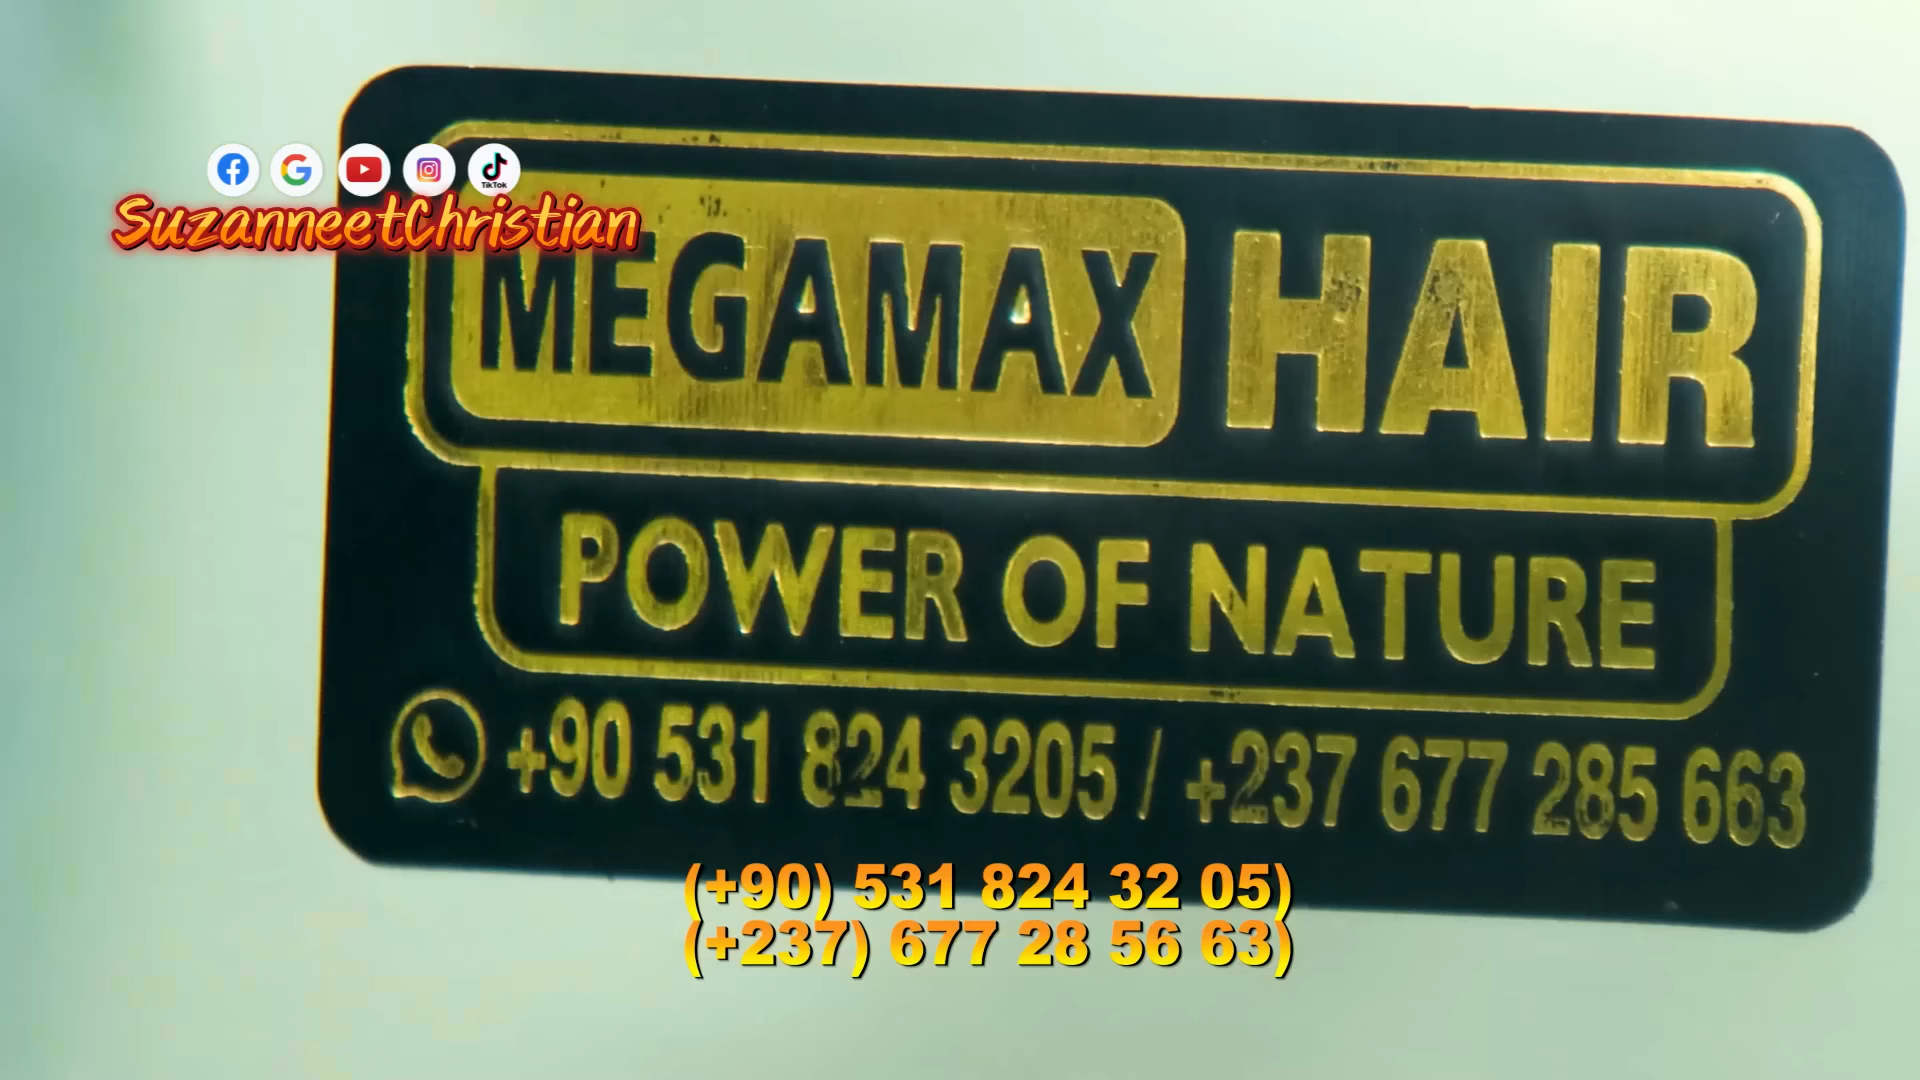 TikTok
SuzanneetChristian
MEGAMAX HAIR
POWER OF NATURE
+90 531 824 3205 / +237 677 285 663
(+90) 531 824 32 05)
(+237) 677 28 56 63)